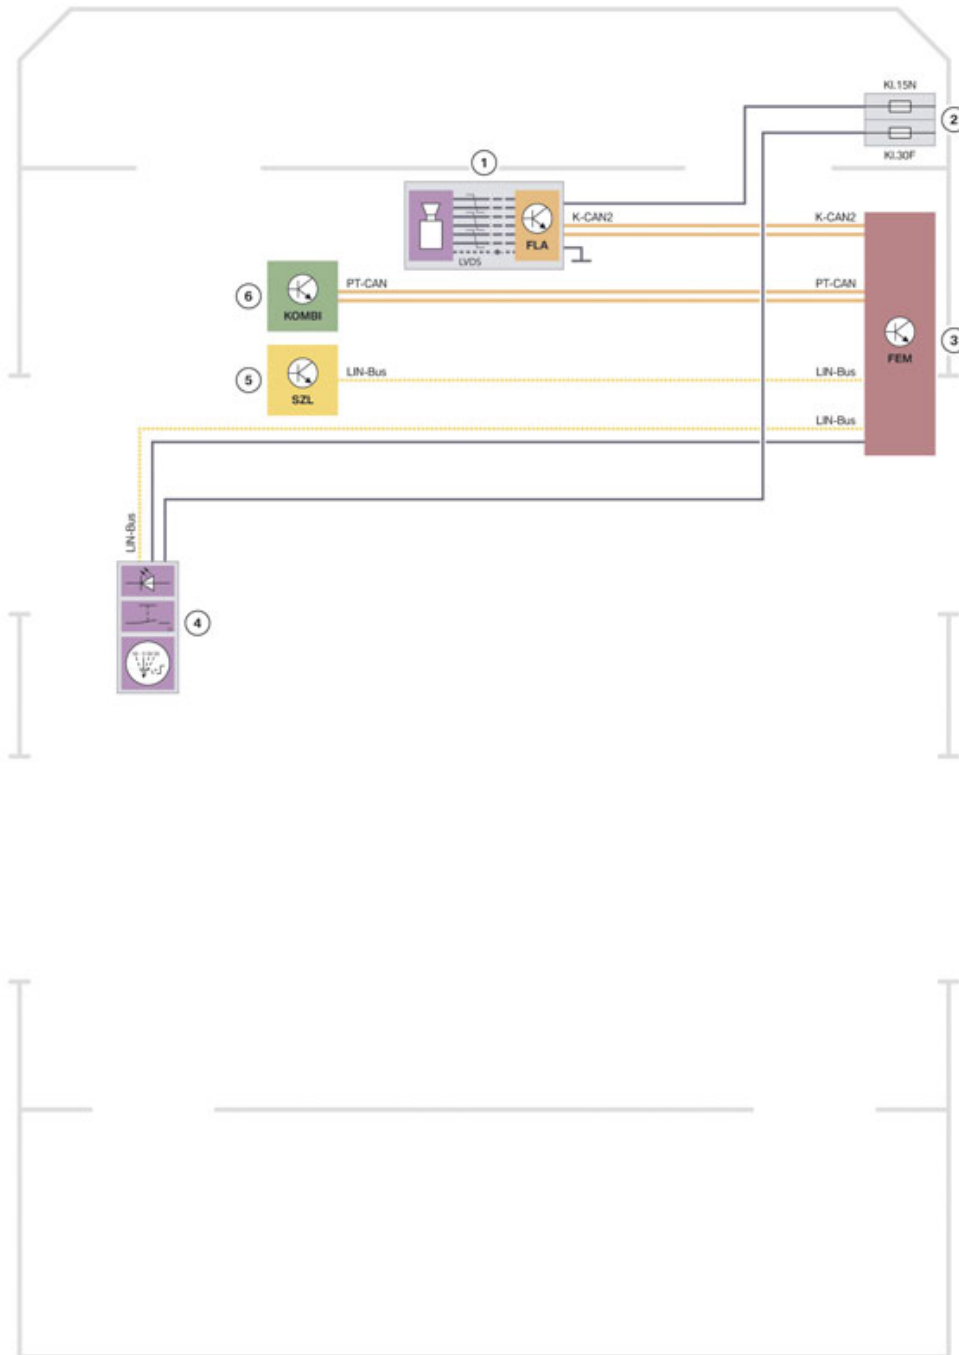 Kl.15N
2
Kl.30F
1
K-CAN2
K-CAN2
FLA
LVDS
6
PT-CAN
PT-CAN
KOMBI
3
FEM
5
LIN-Bus
LIN-Bus
SZL
LIN-Bus
LIN-Bus
4